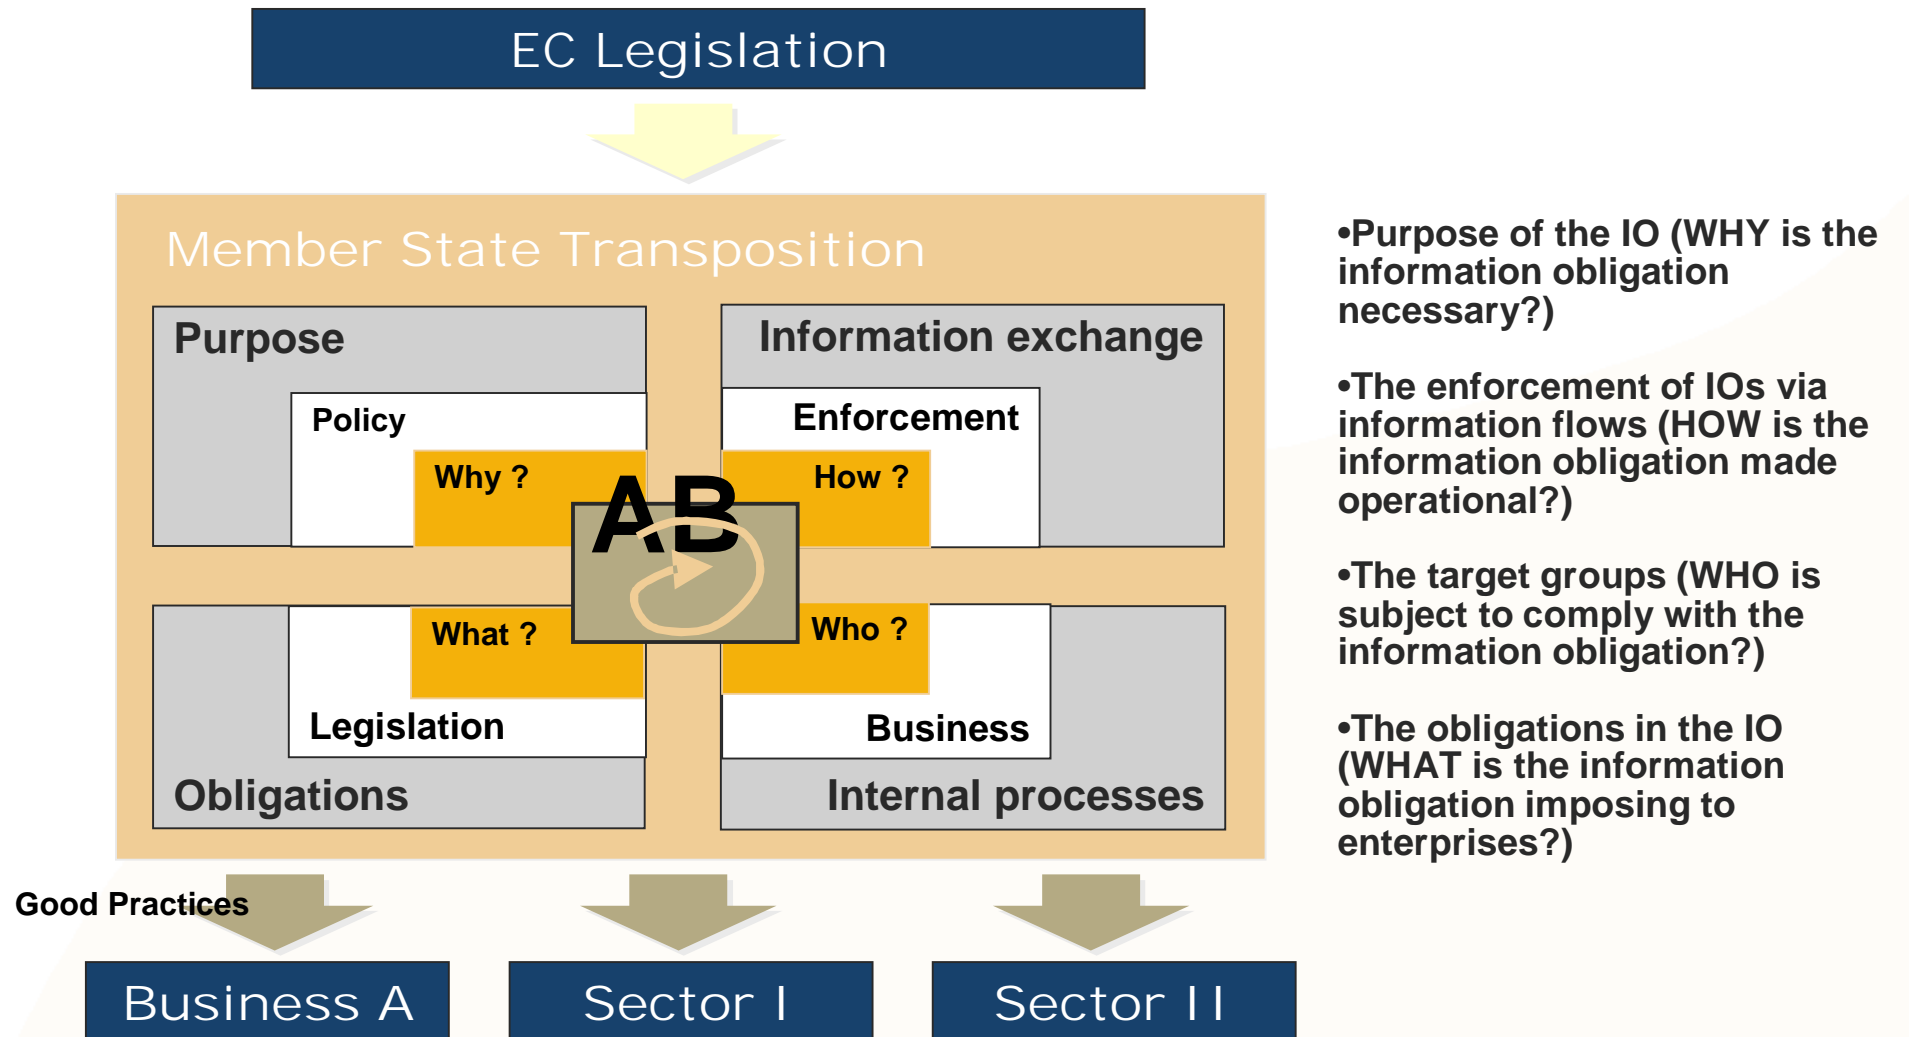 EC Legislation
Member State Transposition
Purpose
Information exchange
Policy
Enforcement
Why ?
How ?
AB
What ?
Who ?
Legislation
Business
Obligations
Internal processes
•Purpose of the IO (WHY is the
information obligation
necessary?)
•The enforcement of IOs via
information flows (HOW is the
information obligation made
operational?)
•The target groups (WHO is
subject to comply with the
information obligation?)
•The obligations in the IO
(WHAT is the information
obligation imposing to
enterprises?)
Good Practices
Business A
Sector I
Sector II